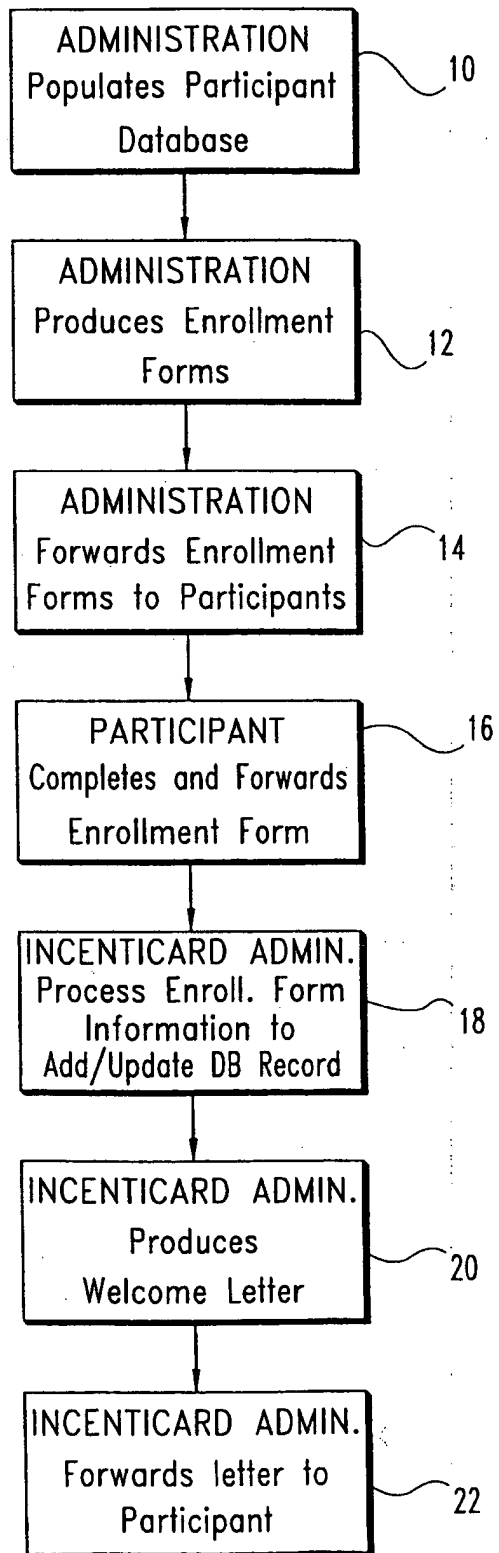 ADMINISTRATION
Populates Participant
Database
10
ADMINISTRATION
Produces Enrollment
Forms
12
ADMINISTRATION
Forwards Enrollment
Forms to Participants
14
PARTICIPANT
Completes and Forwards
Enrollment Form
16
INCENTICARD ADMIN.
Process Enroll. Form
Information to
Add/Update DB Record
18
INCENTICARD ADMIN.
Produces
Welcome Letter
20
INCENTICARD ADMIN.
Forwards letter to
Participant
22